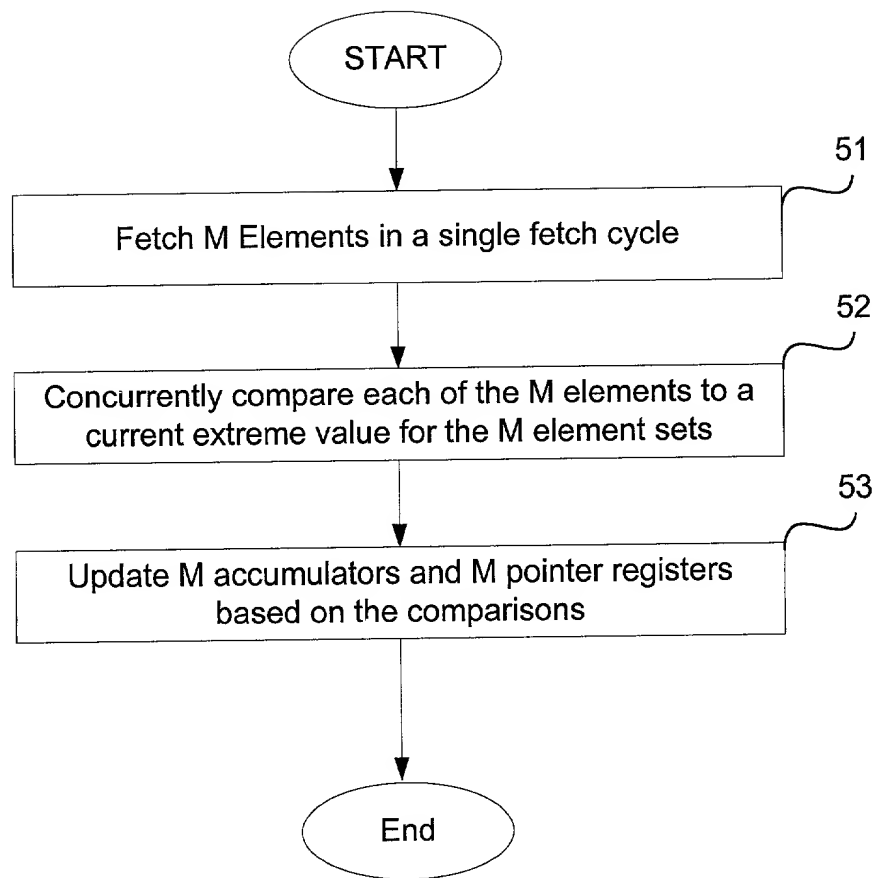 START
51
Fetch M Elements in a single fetch cycle
52
Concurrently compare each of the M elements to a
current extreme value for the M element sets
53
Update M accumulators and M pointer registers
based on the comparisons
End